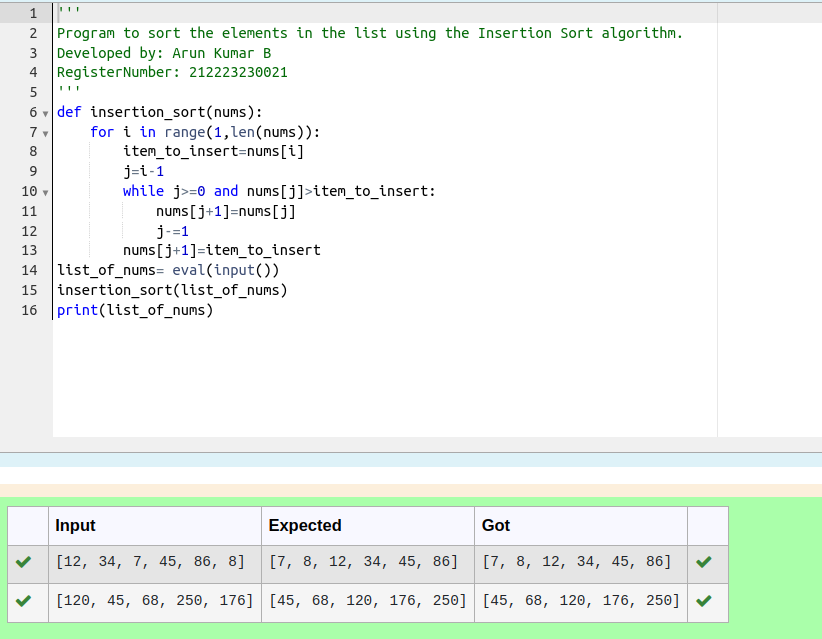 1 '''
2 Program to sort the elements in the list using the Insertion Sort algorithm.
3 Developed by: Arun Kumar B
4 RegisterNumber: 212223230021
5 '''
6 def insertion_sort(nums):
7     for i in range(1,len(nums)):
8         item_to_insert=nums[i]
9         j=i-1
10         while j>=0 and nums[j]>item_to_insert:
11             nums[j+1]=nums[j]
12             j-=1
13         nums[j+1]=item_to_insert
14 list_of_nums= eval(input())
15 insertion_sort(list_of_nums)
16 print(list_of_nums)
Input Expected Got
[12, 34, 7, 45, 86, 8] [7, 8, 12, 34, 45, 86] [7, 8, 12, 34, 45, 86]
[120, 45, 68, 250, 176] [45, 68, 120, 176, 250] [45, 68, 120, 176, 250]